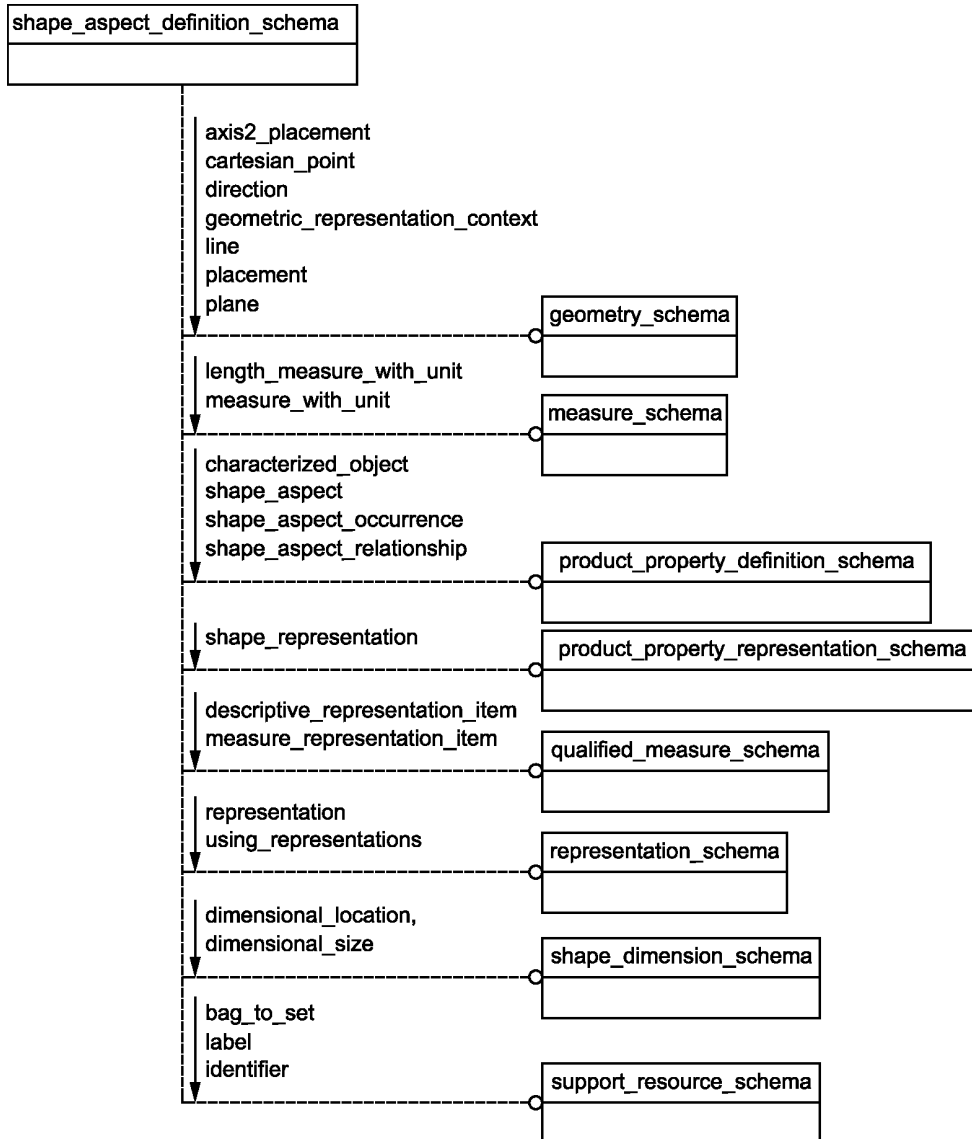 shape_aspect_definition_schema
axis2_placement
cartesian_point
direction
geometric_representation_context
line
placement
plane
geometry_schema
length_measure_with_unit
measure_with_unit
measure_schema
characterized_object
shape_aspect
shape_aspect_occurrence
shape_aspect_relationship
product_property_definition_schema
shape_representation
product_property_representation_schema
descriptive_representation_item
measure_representation_item
qualified_measure_schema
representation
using_representations
representation_schema
dimensional_location,
dimensional_size
shape_dimension_schema
bag_to_set
label
identifier
support_resource_schema